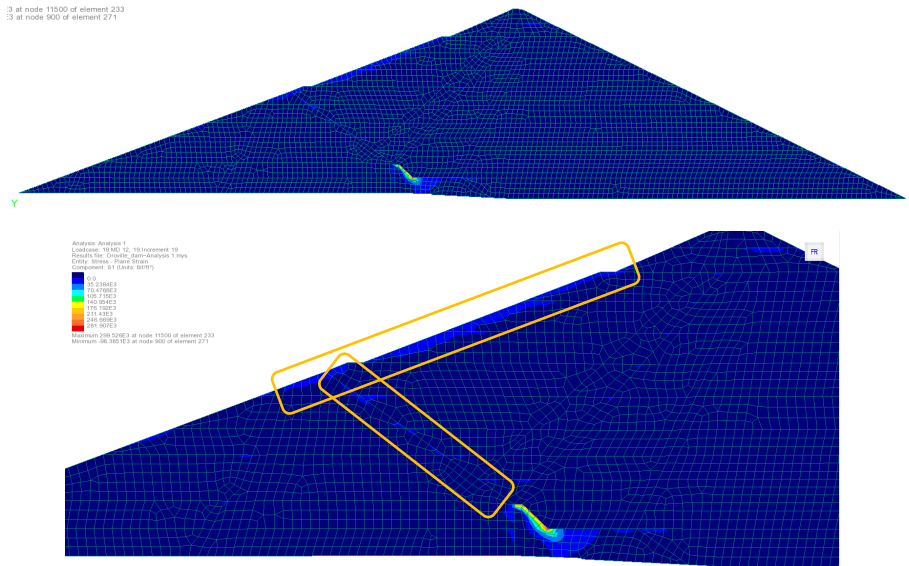 :3 at node 11500 of element 233
:3 at node 900 of element 271
Y
Analysis: Analysis 1
Loadcase: 19:MD 12, 19:Increment 19
Results file: Oroville_dam~Analysis 1.mys
Entity: Stress - Plane Strain
Component: S1 (Units: lbf/ft²)
0.0
35.2384E3
70.4768E3
105.715E3
140.954E3
176.192E3
211.43E3
246.669E3
281.907E3
Maximum 299.526E3 at node 11500 of element 233
Minimum -98.3851E3 at node 900 of element 271
FR